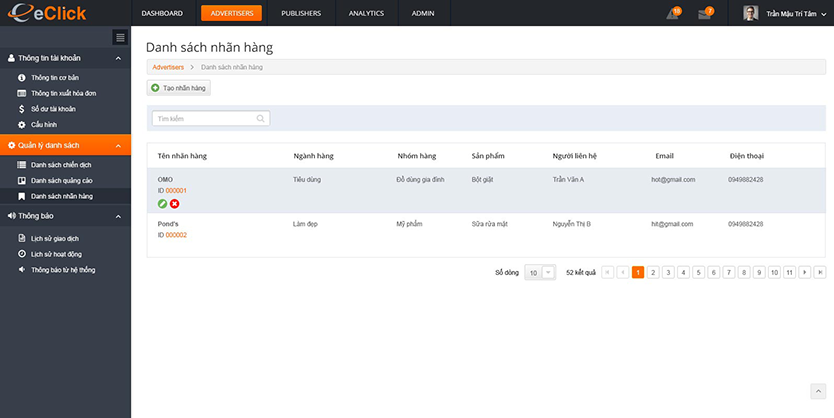 eClick
DASHBOARD ADVERTISERS PUBLISHERS ANALYTICS ADMIN 18 7 Trần Mậu Trí Tâm
Thông tin tài khoản
Thông tin cơ bản
Thông tin xuất hóa đơn
Số dư tài khoản
Cấu hình
Quản lý danh sách
Danh sách chiến dịch
Danh sách quảng cáo
Danh sách nhãn hàng
Thông báo
Lịch sử giao dịch
Lịch sử hoạt động
Thông báo từ hệ thống
Danh sách nhãn hàng
Advertisers > Danh sách nhãn hàng
Tạo nhãn hàng
Tìm kiếm
Tên nhãn hàng Ngành hàng Nhóm hàng Sản phẩm Người liên hệ Email Điện thoại
OMO Tiêu dùng Đồ dùng gia đình Bột giặt Trần Văn A hot@gmail.com 0949882428
ID 000001
Pond's Làm đẹp Mỹ phẩm Sữa rửa mặt Nguyễn Thị B hit@gmail.com 0949882428
ID 000002
Số dòng 10 52 kết quả 1 2 3 4 5 6 7 8 9 10 11